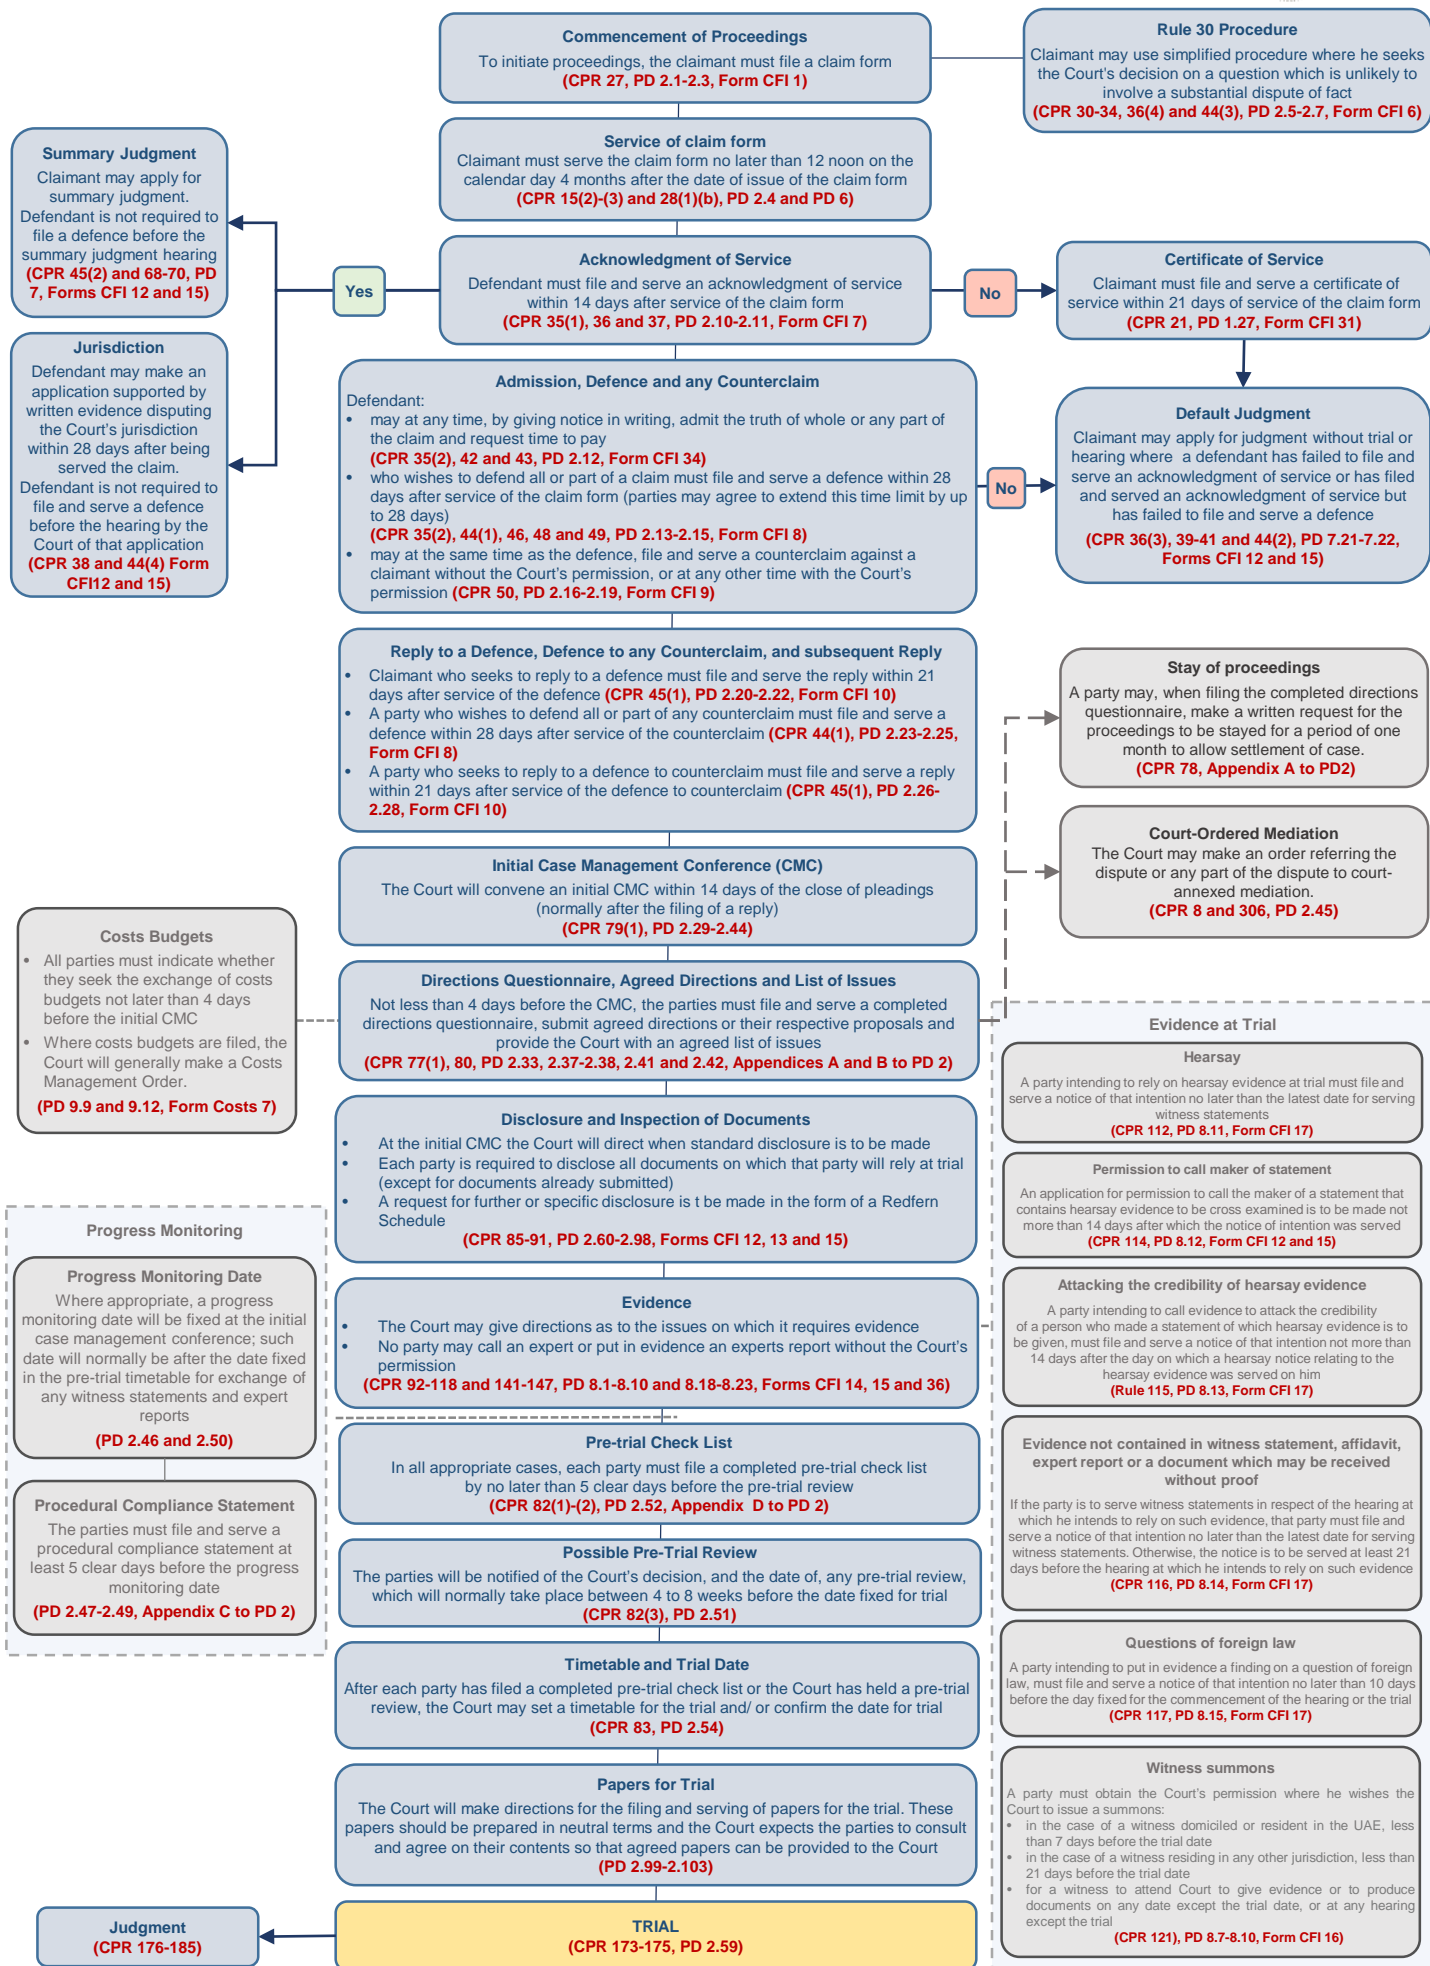 Commencement of Proceedings
To initiate proceedings, the claimant must file a claim form
(CPR 27, PD 2.1-2.3, Form CFI 1)
Rule 30 Procedure
Claimant may use simplified procedure where he seeks
the Court's decision on a question which is unlikely to
involve a substantial dispute of fact
(CPR 30-34, 36(4) and 44(3), PD 2.5-2.7, Form CFI 6)
Service of claim form
Claimant must serve the claim form no later than 12 noon on the
calendar day 4 months after the date of issue of the claim form
(CPR 15(2)-(3) and 28(1)(b), PD 2.4 and PD 6)
Summary Judgment
Claimant may apply for
summary judgment.
Defendant is not required to
file a defence before the
summary judgment hearing
(CPR 45(2) and 68-70, PD
7, Forms CFI 12 and 15)
Yes
Acknowledgment of Service
Defendant must file and serve an acknowledgment of service
within 14 days after service of the claim form
(CPR 35(1), 36 and 37, PD 2.10-2.11, Form CFI 7)
No
Certificate of Service
Claimant must file and serve a certificate of
service within 21 days of service of the claim form
(CPR 21, PD 1.27, Form CFI 31)
Jurisdiction
Defendant may make an
application supported by
written evidence disputing
the Court's jurisdiction
within 28 days after being
served the claim.
Defendant is not required to
file and serve a defence
before the hearing by the
Court of that application
(CPR 38 and 44(4) Form
CFI12 and 15)
Admission, Defence and any Counterclaim
Defendant:
• may at any time, by giving notice in writing, admit the truth of whole or any part of
the claim and request time to pay
(CPR 35(2), 42 and 43, PD 2.12, Form CFI 34)
• who wishes to defend all or part of a claim must file and serve a defence within 28
days after service of the claim form (parties may agree to extend this time limit by up
to 28 days)
(CPR 35(2), 44(1), 46, 48 and 49, PD 2.13-2.15, Form CFI 8)
• may at the same time as the defence, file and serve a counterclaim against a
claimant without the Court's permission, or at any other time with the Court's
permission (CPR 50, PD 2.16-2.19, Form CFI 9)
No
Default Judgment
Claimant may apply for judgment without trial or
hearing where a defendant has failed to file and
serve an acknowledgment of service or has filed
and served an acknowledgment of service but
has failed to file and serve a defence
(CPR 36(3), 39-41 and 44(2), PD 7.21-7.22,
Forms CFI 12 and 15)
Reply to a Defence, Defence to any Counterclaim, and subsequent Reply
• Claimant who seeks to reply to a defence must file and serve the reply within 21
days after service of the defence (CPR 45(1), PD 2.20-2.22, Form CFI 10)
• A party who wishes to defend all or part of any counterclaim must file and serve a
defence within 28 days after service of the counterclaim (CPR 44(1), PD 2.23-2.25,
Form CFI 8)
• A party who seeks to reply to a defence to counterclaim must file and serve a reply
within 21 days after service of the defence to counterclaim (CPR 45(1), PD 2.26-
2.28, Form CFI 10)
Stay of proceedings
A party may, when filing the completed directions
questionnaire, make a written request for the
proceedings to be stayed for a period of one
month to allow settlement of case.
(CPR 78, Appendix A to PD2)
Court-Ordered Mediation
The Court may make an order referring the
dispute or any part of the dispute to court-
annexed mediation.
(CPR 8 and 306, PD 2.45)
Initial Case Management Conference (CMC)
The Court will convene an initial CMC within 14 days of the close of pleadings
(normally after the filing of a reply)
(CPR 79(1), PD 2.29-2.44)
Costs Budgets
• All parties must indicate whether
they seek the exchange of costs
budgets not later than 4 days
before the initial CMC
• Where costs budgets are filed, the
Court will generally make a Costs
Management Order.
(PD 9.9 and 9.12, Form Costs 7)
Directions Questionnaire, Agreed Directions and List of Issues
Not less than 4 days before the CMC, the parties must file and serve a completed
directions questionnaire, submit agreed directions or their respective proposals and
provide the Court with an agreed list of issues
(CPR 77(1), 80, PD 2.33, 2.37-2.38, 2.41 and 2.42, Appendices A and B to PD 2)
Disclosure and Inspection of Documents
• At the initial CMC the Court will direct when standard disclosure is to be made
• Each party is required to disclose all documents on which that party will rely at trial
(except for documents already submitted)
• A request for further or specific disclosure is t be made in the form of a Redfern
Schedule
(CPR 85-91, PD 2.60-2.98, Forms CFI 12, 13 and 15)
Progress Monitoring
Progress Monitoring Date
Where appropriate, a progress
monitoring date will be fixed at the initial
case management conference; such
date will normally be after the date fixed
in the pre-trial timetable for exchange of
any witness statements and expert
reports
(PD 2.46 and 2.50)
Procedural Compliance Statement
The parties must file and serve a
procedural compliance statement at
least 5 clear days before the progress
monitoring date
(PD 2.47-2.49, Appendix C to PD 2)
Evidence
• The Court may give directions as to the issues on which it requires evidence
• No party may call an expert or put in evidence an experts report without the Court's
permission
(CPR 92-118 and 141-147, PD 8.1-8.10 and 8.18-8.23, Forms CFI 14, 15 and 36)
Pre-trial Check List
In all appropriate cases, each party must file a completed pre-trial check list
by no later than 5 clear days before the pre-trial review
(CPR 82(1)-(2), PD 2.52, Appendix D to PD 2)
Possible Pre-Trial Review
The parties will be notified of the Court's decision, and the date of, any pre-trial review,
which will normally take place between 4 to 8 weeks before the date fixed for trial
(CPR 82(3), PD 2.51)
Timetable and Trial Date
After each party has filed a completed pre-trial check list or the Court has held a pre-trial
review, the Court may set a timetable for the trial and/ or confirm the date for trial
(CPR 83, PD 2.54)
Papers for Trial
The Court will make directions for the filing and serving of papers for the trial. These
papers should be prepared in neutral terms and the Court expects the parties to consult
and agree on their contents so that agreed papers can be provided to the Court
(PD 2.99-2.103)
TRIAL
(CPR 173-175, PD 2.59)
Judgment
(CPR 176-185)
Evidence at Trial
Hearsay
A party intending to rely on hearsay evidence at trial must file and
serve a notice of that intention no later than the latest date for serving
witness statements
(CPR 112, PD 8.11, Form CFI 17)
Permission to call maker of statement
An application for permission to call the maker of a statement that
contains hearsay evidence to be cross examined is to be made not
more than 14 days after which the notice of intention was served
(CPR 114, PD 8.12, Form CFI 12 and 15)
Attacking the credibility of hearsay evidence
A party intending to call evidence to attack the credibility
of a person who made a statement of which hearsay evidence is to
be given, must file and serve a notice of that intention not more than
14 days after the day on which a hearsay notice relating to the
hearsay evidence was served on him
(Rule 115, PD 8.13, Form CFI 17)
Evidence not contained in witness statement, affidavit,
expert report or a document which may be received
without proof
If the party is to serve witness statements in respect of the hearing at
which he intends to rely on such evidence, that party must file and
serve a notice of that intention no later than the latest date for serving
witness statements. Otherwise, the notice is to be served at least 21
days before the hearing at which he intends to rely on such evidence
(CPR 116, PD 8.14, Form CFI 17)
Questions of foreign law
A party intending to put in evidence a finding on a question of foreign
law, must file and serve a notice of that intention no later than 10 days
before the day fixed for the commencement of the hearing or the trial
(CPR 117, PD 8.15, Form CFI 17)
Witness summons
A party must obtain the Court's permission where he wishes the
Court to issue a summons:
• in the case of a witness domiciled or resident in the UAE, less
than 7 days before the trial date
• in the case of a witness residing in any other jurisdiction, less than
21 days before the trial date
• for a witness to attend Court to give evidence or to produce
documents on any date except the trial date, or at any hearing
except the trial
(CPR 121), PD 8.7-8.10, Form CFI 16)